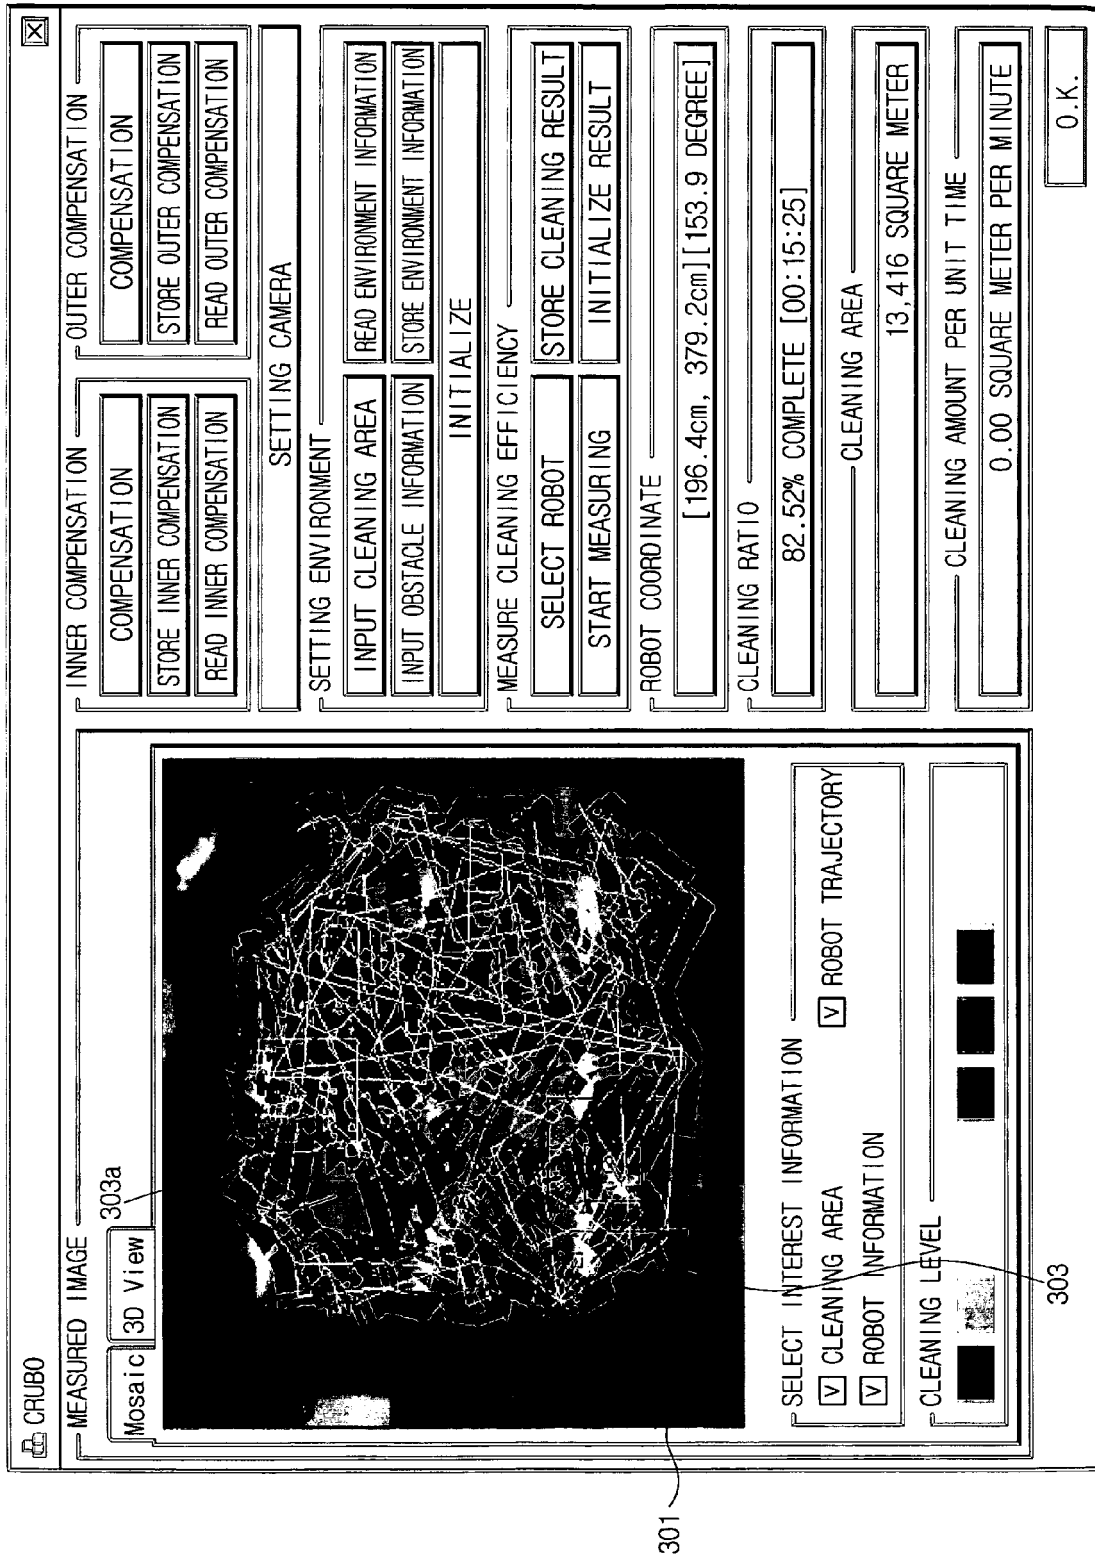 CRUBO
MEASURED IMAGE
Mosaic
3D View
303a
301
303
SELECT INTEREST INFORMATION
V CLEANING AREA
V ROBOT TRAJECTORY
V ROBOT INFORMATION
CLEANING LEVEL
INNER COMPENSATION
COMPENSATION
STORE INNER COMPENSATION
READ INNER COMPENSATION
OUTER COMPENSATION
COMPENSATION
STORE OUTER COMPENSATION
READ OUTER COMPENSATION
SETTING CAMERA
SETTING ENVIRONMENT
INPUT CLEANING AREA
READ ENVIRONMENT INFORMATION
INPUT OBSTACLE INFORMATION
STORE ENVIRONMENT INFORMATION
INITIALIZE
MEASURE CLEANING EFFICIENCY
SELECT ROBOT
STORE CLEANING RESULT
START MEASURING
INITIALIZE RESULT
ROBOT COORDINATE
[196.4cm, 379.2cm][153.9 DEGREE]
CLEANING RATIO
82.52% COMPLETE [00:15:25]
CLEANING AREA
13,416 SQUARE METER
CLEANING AMOUNT PER UNIT TIME
0.00 SQUARE METER PER MINUTE
O.K.